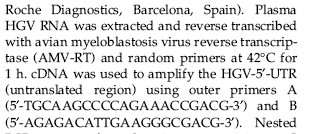 Roche Diagnostics, Barcelona, Spain). Plasma
HGV RNA was extracted and reverse transcribed
with avian myeloblastosis virus reverse transcrip-
tase (AMV-RT) and random primers at 42°C for
1 h. cDNA was used to amplify the HGV-5′-UTR
(untranslated region) using outer primers A
(5′-TGCAAGCCCCAGAAACCGACG-3′) and B
(5′-AGAGACATTGAAGGGCGACG-3′). Nested